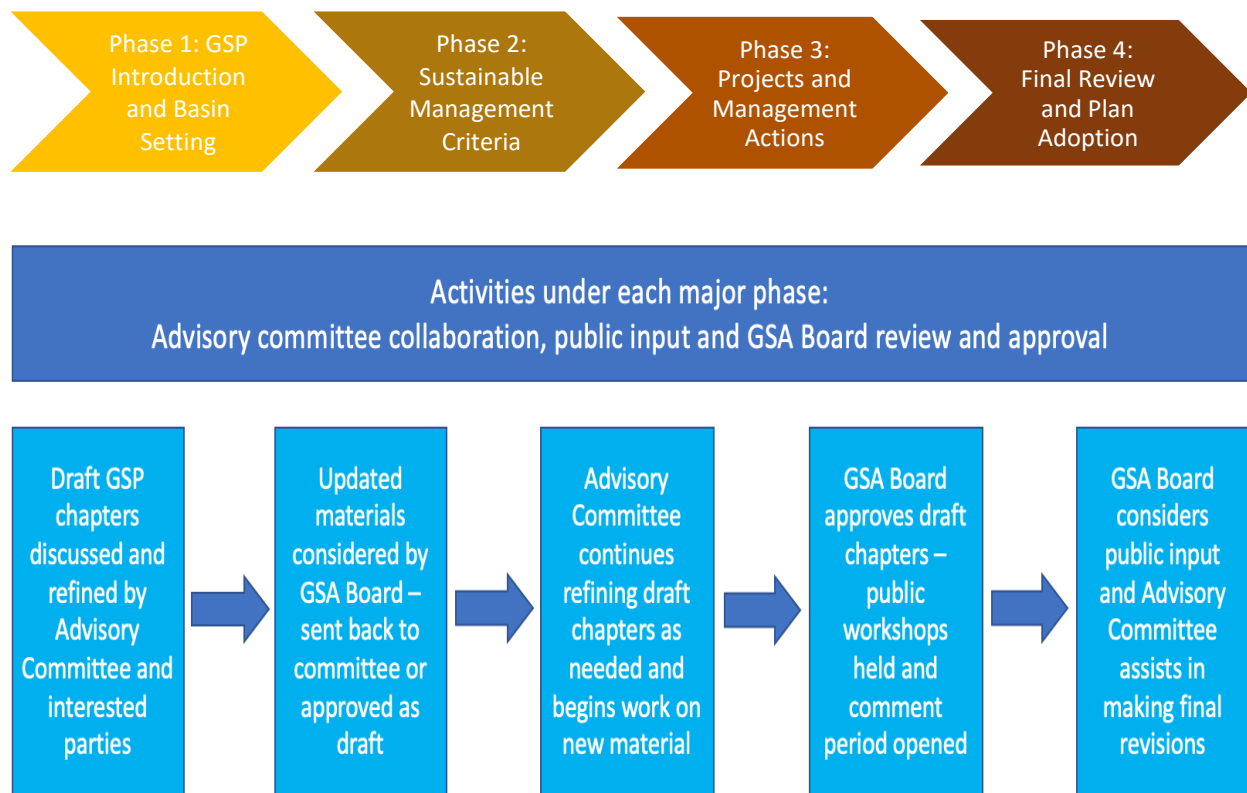 Phase 1: GSP
Introduction
and Basin
Setting
Phase 2:
Sustainable
Management
Criteria
Phase 3:
Projects and
Management
Actions
Phase 4:
Final Review
and Plan
Adoption
Activities under each major phase:
Advisory committee collaboration, public input and GSA Board review and approval
Draft GSP
chapters
discussed and
refined by
Advisory
Committee and
interested
parties
Updated
materials
considered by
GSA Board –
sent back to
committee or
approved as
draft
Advisory
Committee
continues
refining draft
chapters as
needed and
begins work on
new material
GSA Board
approves draft
chapters –
public
workshops
held and
comment
period opened
GSA Board
considers
public input
and Advisory
Committee
assists in
making final
revisions